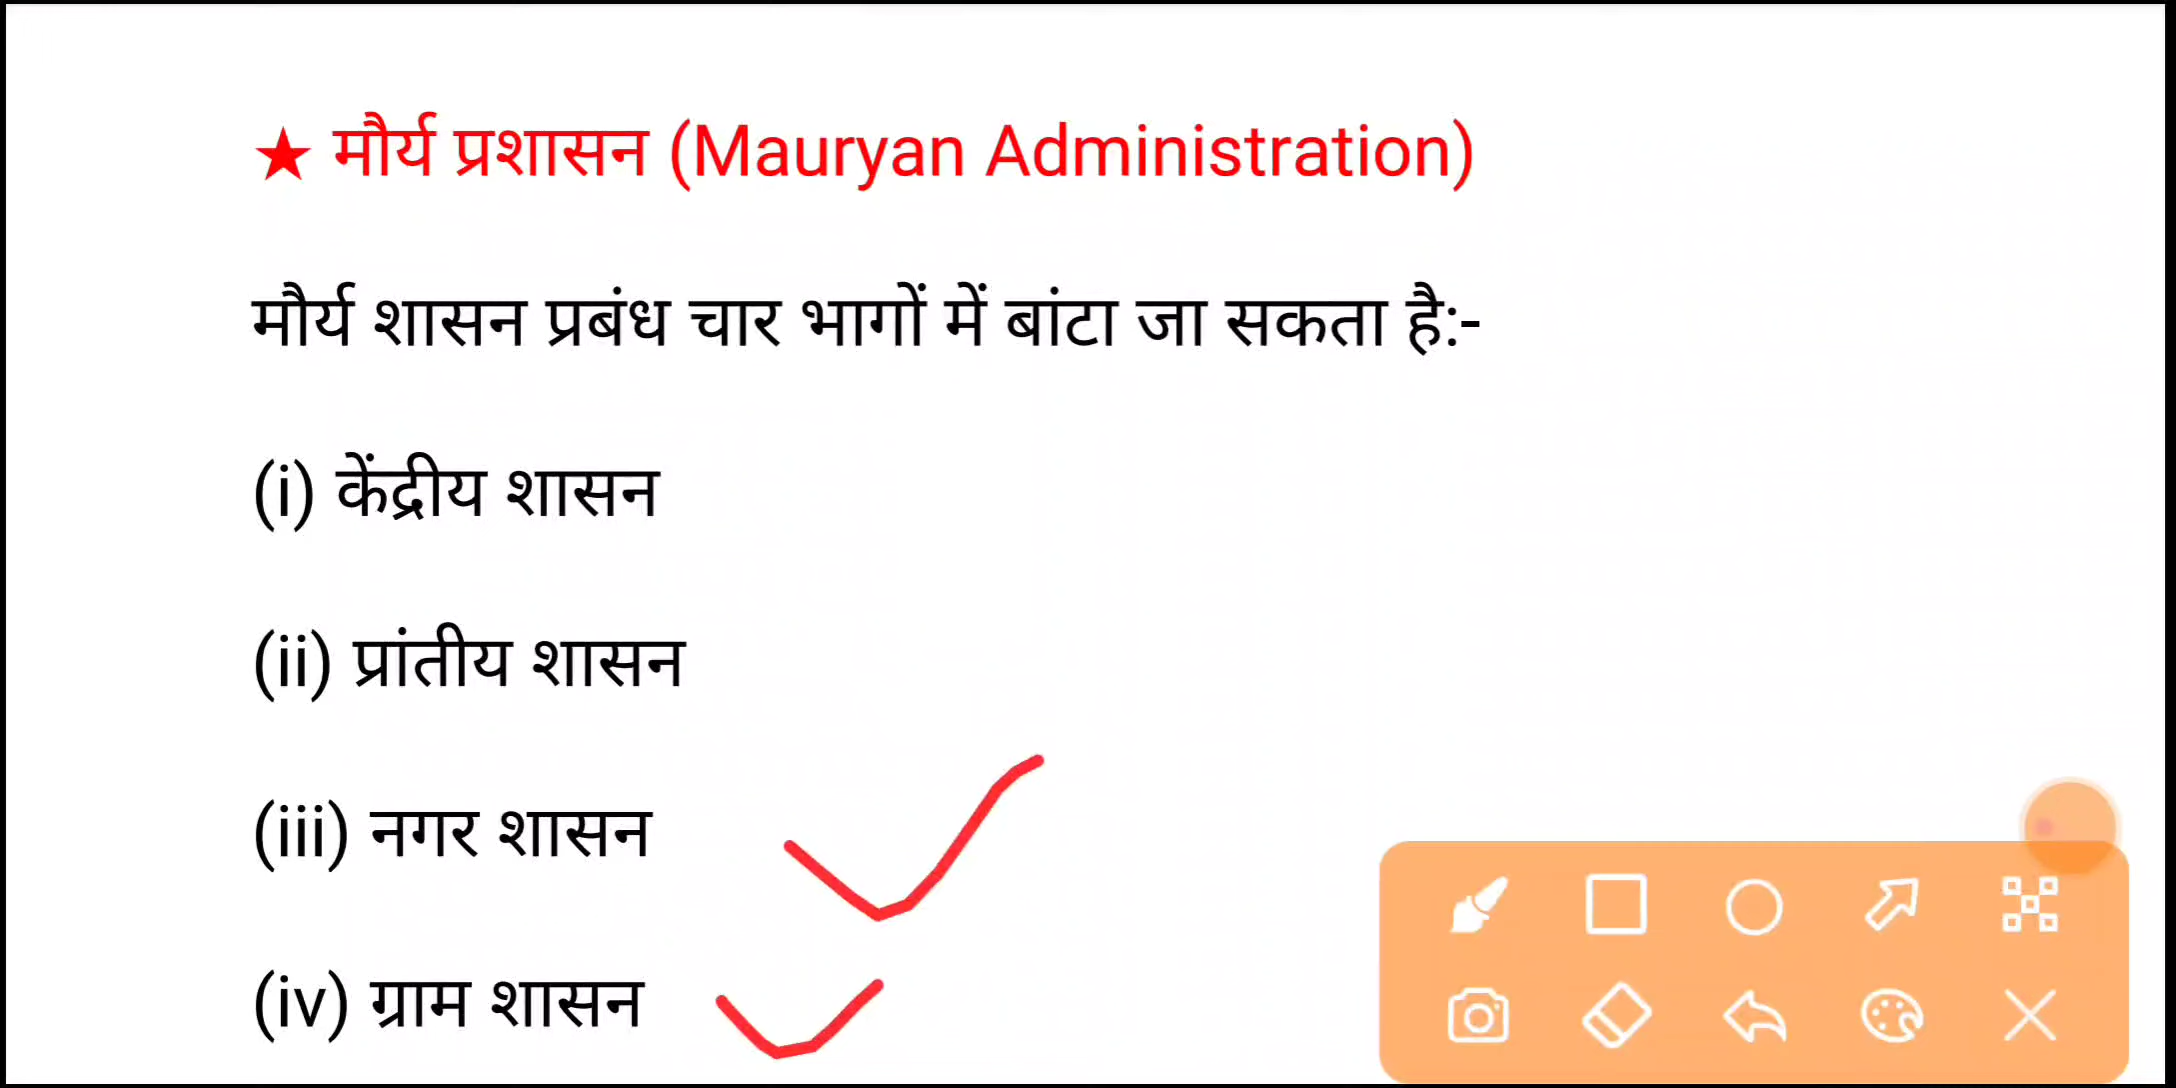 ★ मौर्य प्रशासन (Mauryan Administration)
मौर्य शासन प्रबंध चार भागों में बांटा जा सकता है:-
(i) केंद्रीय शासन
(ii) प्रांतीय शासन
(iii) नगर शासन
(iv) ग्राम शासन